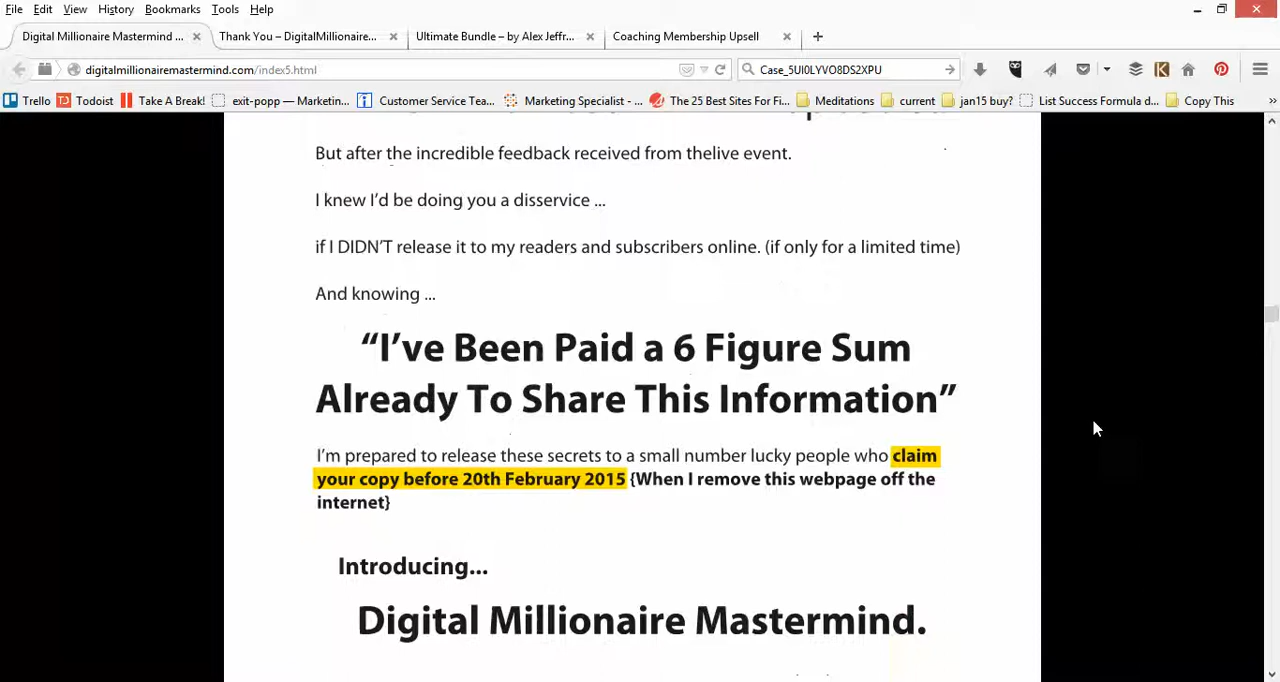 File Edit View History Bookmarks Tools Help
Digital Millionaire Mastermind ... × Thank You – DigitalMillionaire... × Ultimate Bundle – by Alex Jeffr... × Coaching Membership Upsell ×
digitalmillionairemastermind.com/index5.html Case_5UI0LYVO8DS2XPU
Trello Todoist Take A Break! exit-popp — Marketin... Customer Service Tea... Marketing Specialist - ... The 25 Best Sites For Fi... Meditations current jan15 buy? List Success Formula d... Copy This
But after the incredible feedback received from thelive event.
I knew I’d be doing you a disservice ...
if I DIDN’T release it to my readers and subscribers online. (if only for a limited time)
And knowing ...
“I’ve Been Paid a 6 Figure Sum
Already To Share This Information”
I’m prepared to release these secrets to a small number lucky people who claim
your copy before 20th February 2015 {When I remove this webpage off the
internet}
Introducing...
Digital Millionaire Mastermind.